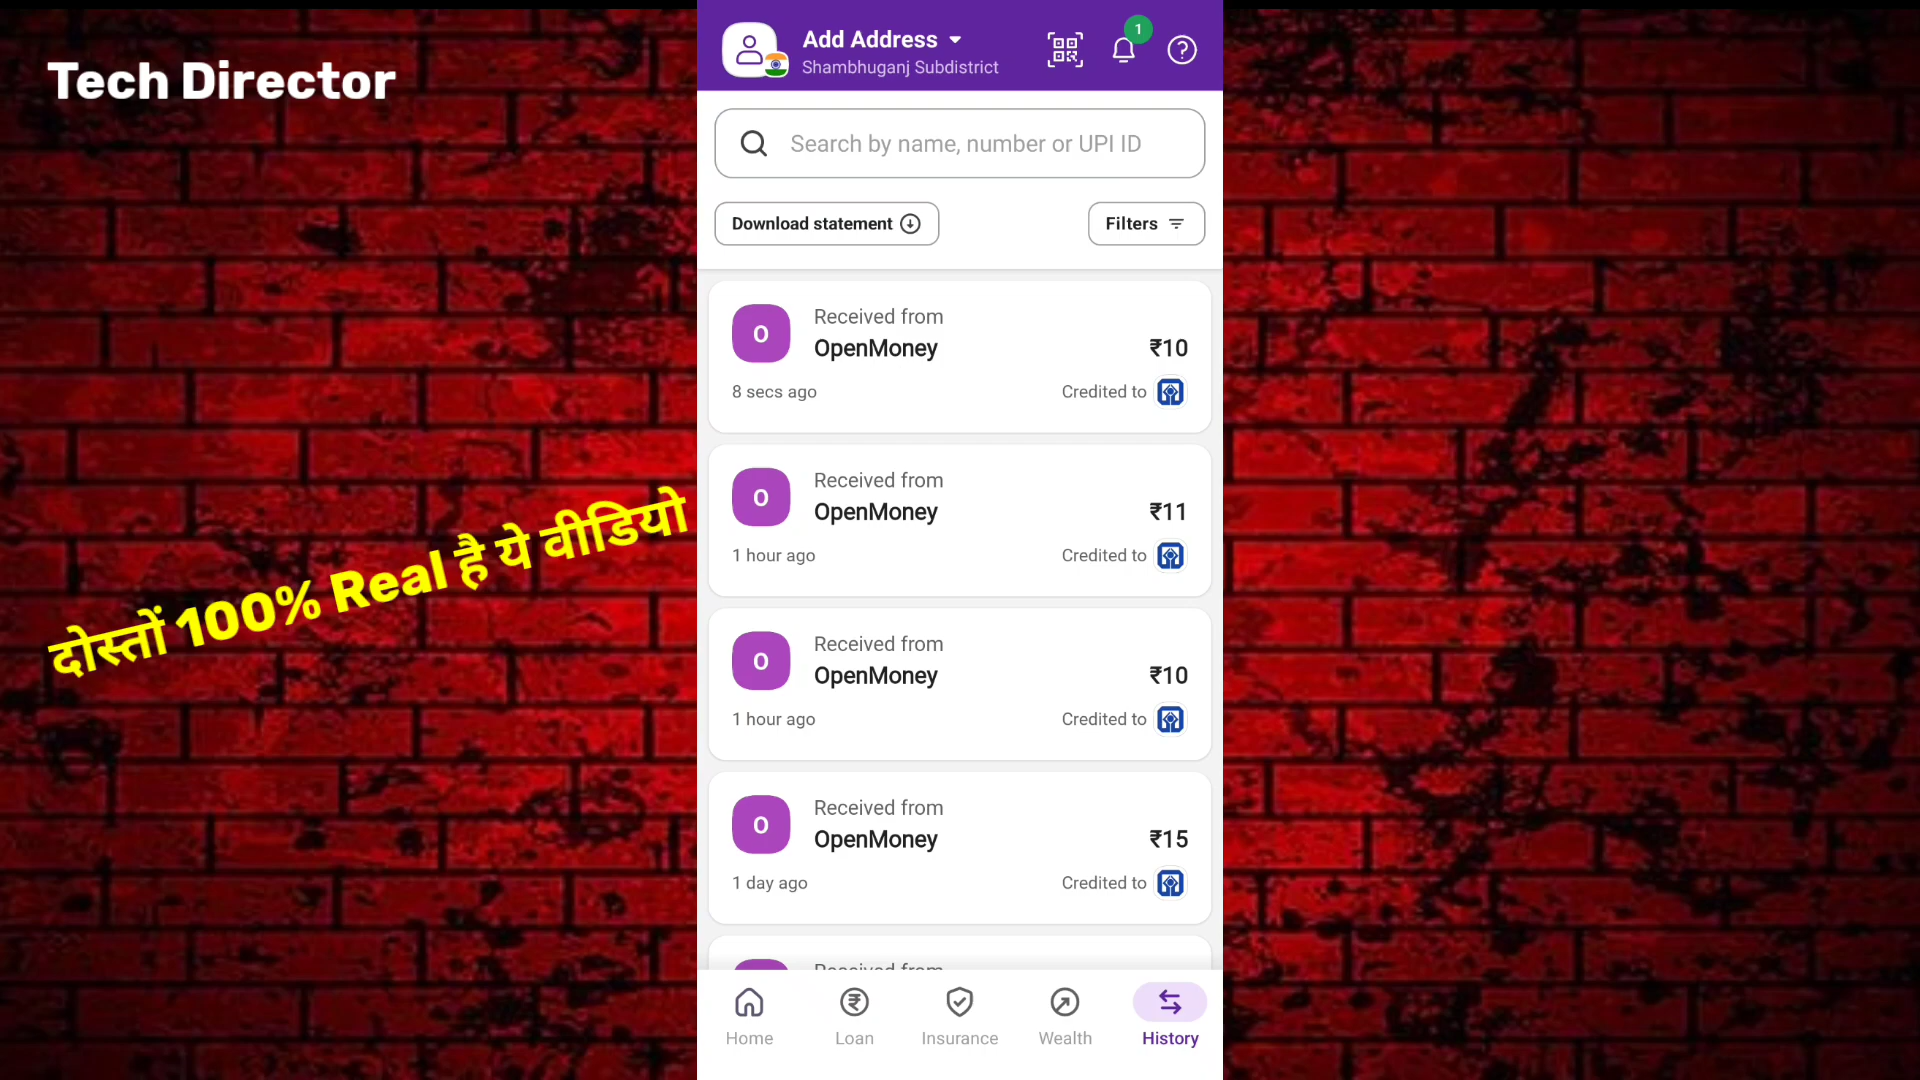 Tech Director
दोस्तों 100% Real है ये वीडियो
Add Address
Shambhuganj Subdistrict
1
Search by name, number or UPI ID
Download statement
Filters
O
Received from
OpenMoney
₹10
8 secs ago
Credited to
O
Received from
OpenMoney
₹11
1 hour ago
Credited to
O
Received from
OpenMoney
₹10
1 hour ago
Credited to
O
Received from
OpenMoney
₹15
1 day ago
Credited to
Received from
Home
Loan
Insurance
Wealth
History